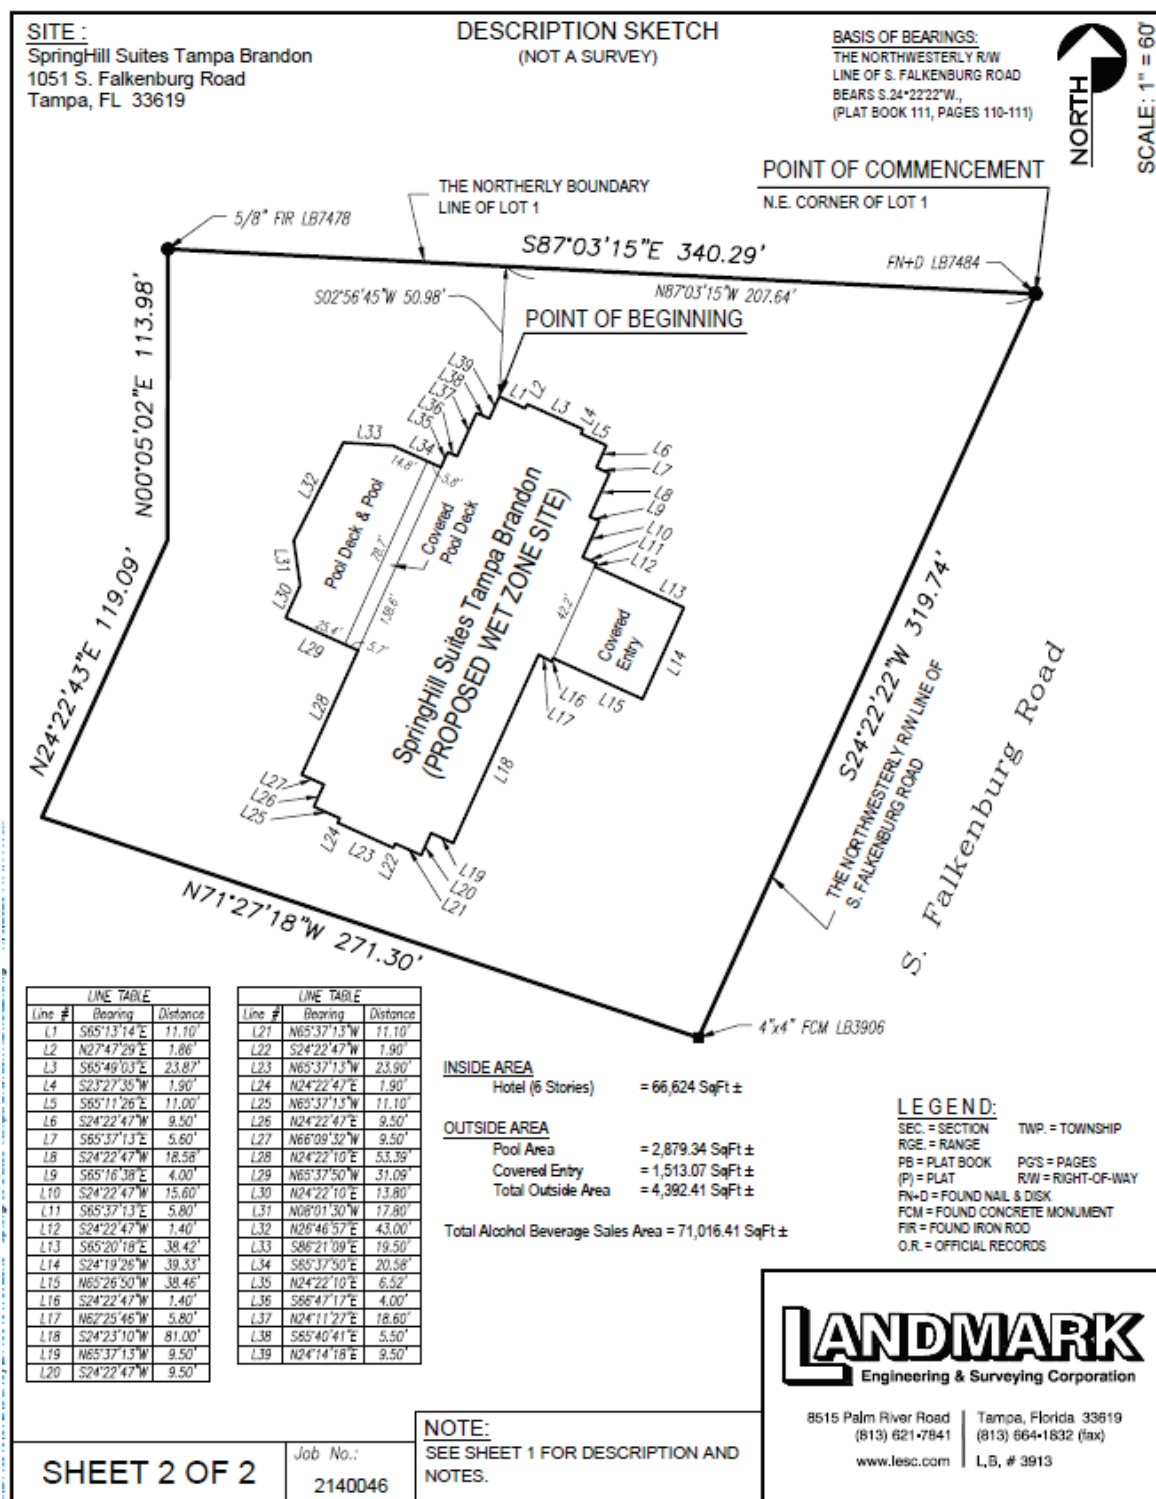 SITE :
SpringHill Suites Tampa Brandon
1051 S. Falkenburg Road
Tampa, FL 33619
DESCRIPTION SKETCH
(NOT A SURVEY)
BASIS OF BEARINGS:
THE NORTHWESTERLY R/W
LINE OF S. FALKENBURG ROAD
BEARS S.24°22'22"W.,
(PLAT BOOK 111, PAGES 110-111)
NORTH
SCALE: 1" = 60'
POINT OF COMMENCEMENT
N.E. CORNER OF LOT 1
THE NORTHERLY BOUNDARY
LINE OF LOT 1
5/8" FIR LB7478
S87°03'15"E 340.29'
FN+D LB7484
N87°03'15"W 207.64'
S02°56'45"W 50.98'
POINT OF BEGINNING
N00°05'02"E 113.98'
N24°22'43"E 119.09'
N71°27'18"W 271.30'
S24°22'22"W 319.74'
THE NORTHWESTERLY R/W LINE OF
S. FALKENBURG ROAD
S. Falkenburg Road
4"x4" FCM LB3906
L39
L38
L37
L36
L35
L34
L33
L32
L31
L30
L29
L28
L27
L26
L25
L24
L23
L22
L21
L20
L19
L18
L17
L16
L15
L14
L13
L12
L11
L10
L9
L8
L7
L6
L5
L4
L3
L2
L1
14.8'
5.8'
78.7'
138.6'
25.4'
5.7'
42.2'
Pool Deck & Pool
Covered
Pool Deck
SpringHill Suites Tampa Brandon
(PROPOSED WET ZONE SITE)
Covered
Entry
LINE TABLE
Line # Bearing Distance
L1 S65°13'14"E 11.10'
L2 N27°47'29"E 1.86'
L3 S65°49'03"E 23.87'
L4 S23°27'35"W 1.90'
L5 S65°11'26"E 11.00'
L6 S24°22'47"W 9.50'
L7 S65°37'13"E 5.60'
L8 S24°22'47"W 18.58'
L9 S65°16'38"E 4.00'
L10 S24°22'47"W 15.60'
L11 S65°37'13"E 5.80'
L12 S24°22'47"W 1.40'
L13 S65°20'18"E 38.42'
L14 S24°19'26"W 39.33'
L15 N65°26'50"W 38.46'
L16 S24°22'47"W 1.40'
L17 N62°25'46"W 5.80'
L18 S24°23'10"W 81.00'
L19 N65°37'13"W 9.50'
L20 S24°22'47"W 9.50'
LINE TABLE
Line # Bearing Distance
L21 N65°37'13"W 11.10'
L22 S24°22'47"W 1.90'
L23 N65°37'13"W 23.90'
L24 N24°22'47"E 1.90'
L25 N65°37'13"W 11.10'
L26 N24°22'47"E 9.50'
L27 N66°09'32"W 9.50'
L28 N24°22'10"E 53.39'
L29 N65°37'50"W 31.09'
L30 N24°22'10"E 13.80'
L31 N08°01'30"W 17.80'
L32 N26°46'57"E 43.00'
L33 S86°21'09"E 19.50'
L34 S65°37'50"E 20.58'
L35 N24°22'10"E 6.52'
L36 S66°47'17"E 4.00'
L37 N24°11'27"E 18.60'
L38 S65°40'41"E 5.50'
L39 N24°14'18"E 9.50'
INSIDE AREA
Hotel (6 Stories) = 66,624 SqFt ±
OUTSIDE AREA
Pool Area = 2,879.34 SqFt ±
Covered Entry = 1,513.07 SqFt ±
Total Outside Area = 4,392.41 SqFt ±
Total Alcohol Beverage Sales Area = 71,016.41 SqFt ±
LEGEND:
SEC. = SECTION TWP. = TOWNSHIP
RGE. = RANGE
PB = PLAT BOOK PG'S = PAGES
(P) = PLAT R/W = RIGHT-OF-WAY
FN+D = FOUND NAIL & DISK
FCM = FOUND CONCRETE MONUMENT
FIR = FOUND IRON ROD
O.R. = OFFICIAL RECORDS
LANDMARK
Engineering & Surveying Corporation
8515 Palm River Road Tampa, Florida 33619
(813) 621-7841 (813) 664-1832 (fax)
www.lesc.com L.B. # 3913
SHEET 2 OF 2
Job No.:
2140046
NOTE:
SEE SHEET 1 FOR DESCRIPTION AND
NOTES.